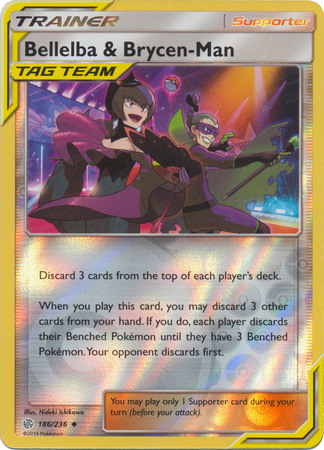 TRAINER
Supporter
Bellelba & Brycen-Man
TAG TEAM
Discard 3 cards from the top of each player's deck.
When you play this card, you may discard 3 other
cards from your hand. If you do, each player discards
their Benched Pokémon until they have 3 Benched
Pokémon. Your opponent discards first.
Illus. Hideki Ishikawa
186/236
©2019 Pokémon
You may play only 1 Supporter card during your
turn (before your attack).